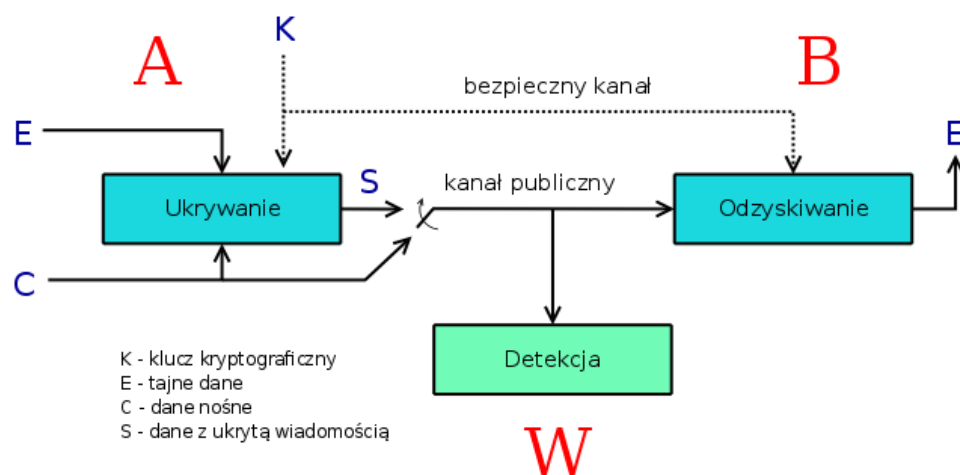 K
A
B
bezpieczny kanał
E
E
S
kanał publiczny
Ukrywanie
Odzyskiwanie
C
Detekcja
K - klucz kryptograficzny
E - tajne dane
C - dane nośne
S - dane z ukrytą wiadomością
W